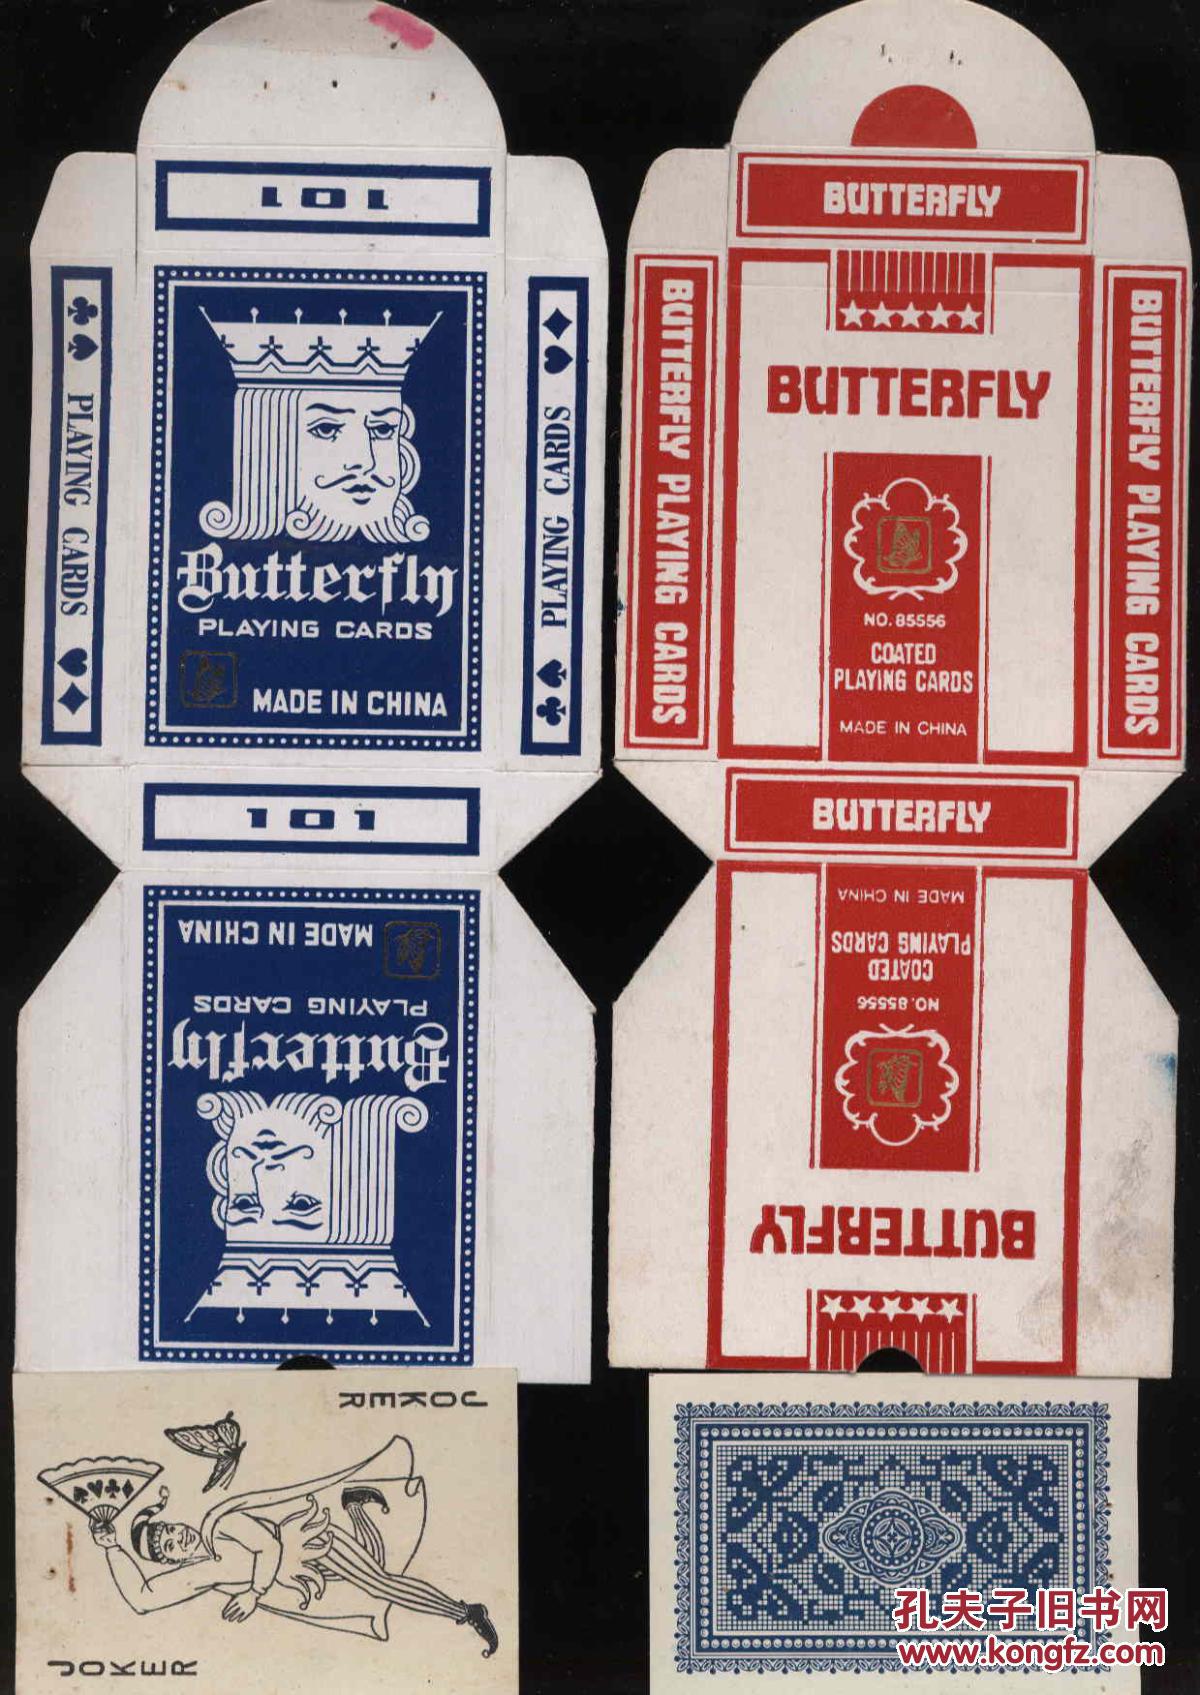 101
PLAYING CARDS
Butterfly
PLAYING CARDS
MADE IN CHINA
PLAYING CARDS
101
MADE IN CHINA
PLAYING CARDS
Butterfly
JOKER
JOKER
BUTTERFLY
BUTTERFLY PLAYING CARDS
BUTTERFLY
NO. 85556
COATED
PLAYING CARDS
MADE IN CHINA
BUTTERFLY PLAYING CARDS
BUTTERFLY
MADE IN CHINA
COATED
PLAYING CARDS
NO. 85556
BUTTERFLY
孔夫子旧书网
www.kongfz.com